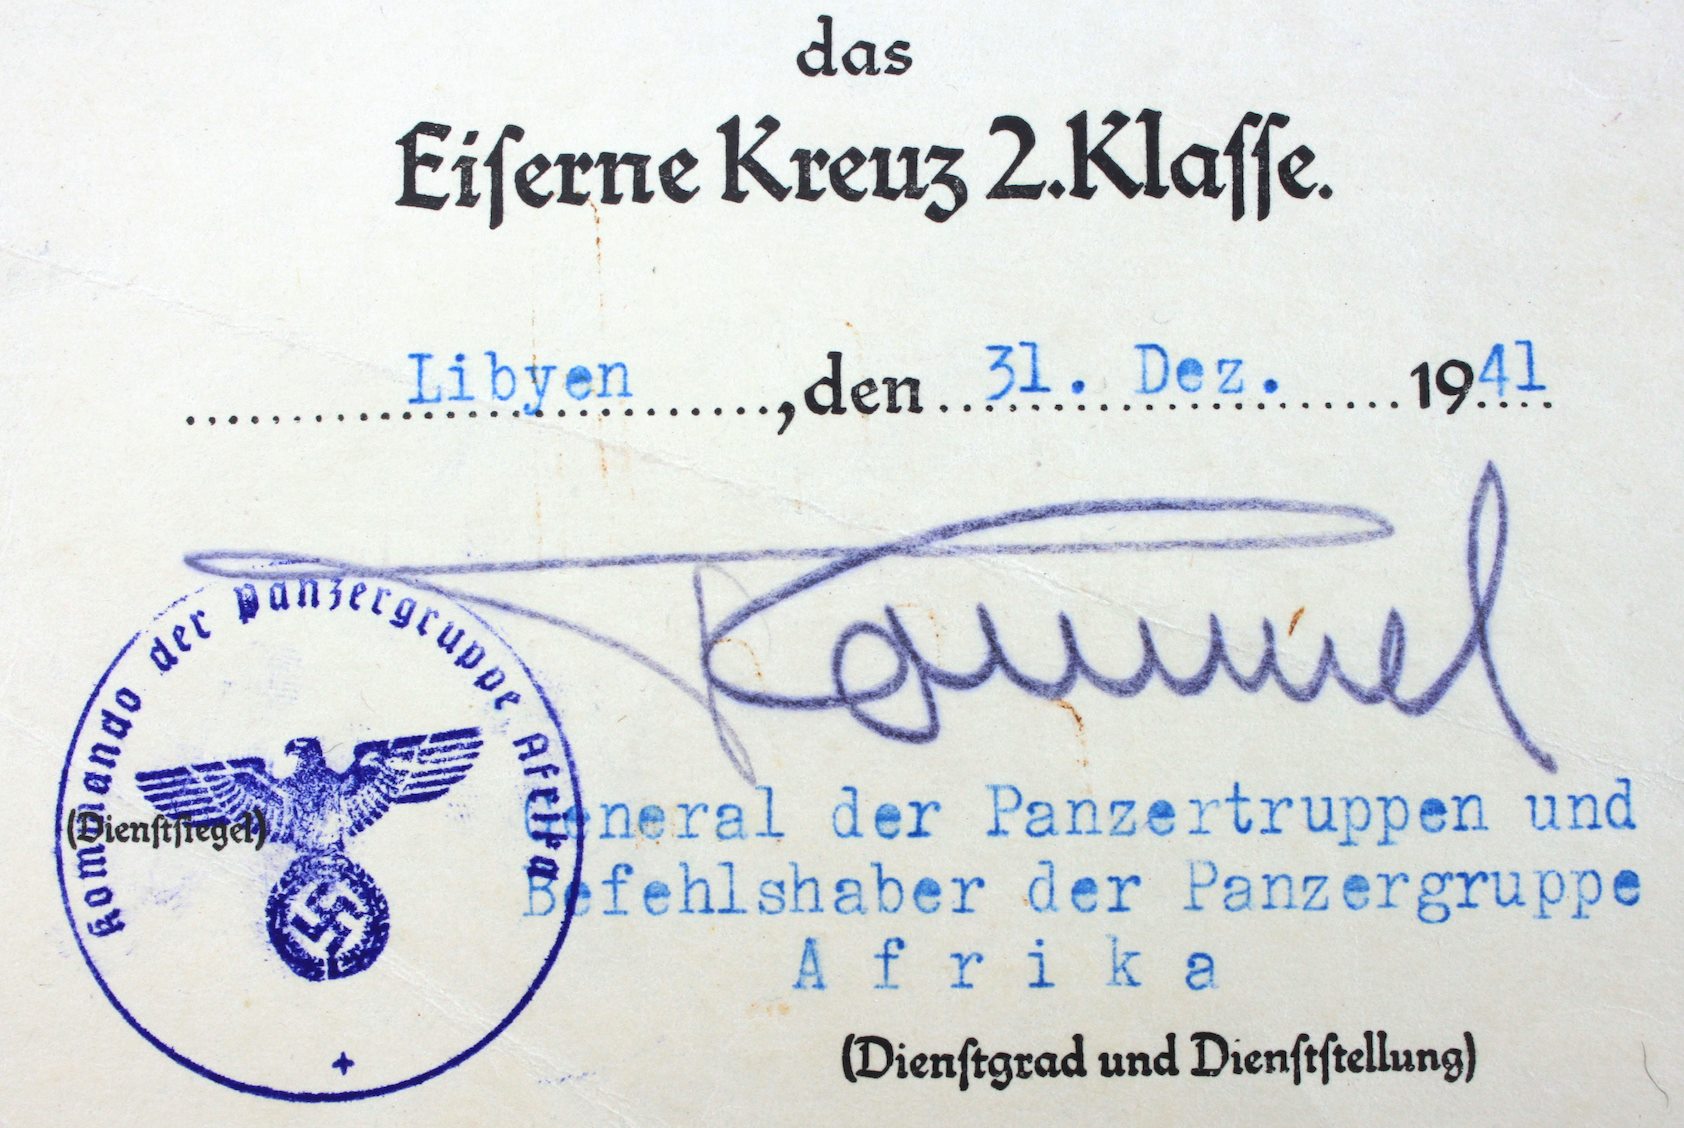 das
Eiſerne Kreuz 2. Klaſſe.
Libyen, den 31. Dez. 1941
Rommel
Kommando der Panzergruppe Afrika
(Dienſtſiegel)
General der Panzertruppen und
Befehlshaber der Panzergruppe
A f r i k a
(Dienſtgrad und Dienſtſtellung)